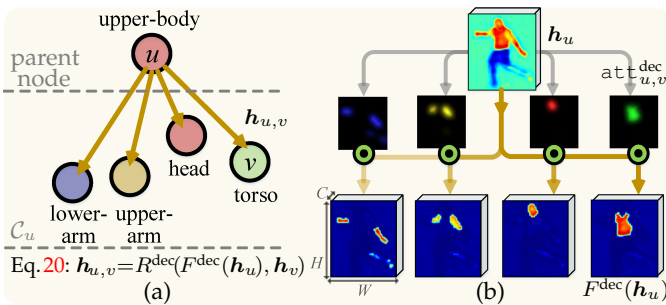 upper-body
u
parent
node
h_{u,v}
head
v
torso
lower-
arm
upper-
arm
C_u
Eq.20: h_{u,v}=R^{dec}(F^{dec}(h_u), h_v)
(a)
h_u
att^{dec}_{u,v}
C
H
W
F^{dec}(h_u)
(b)